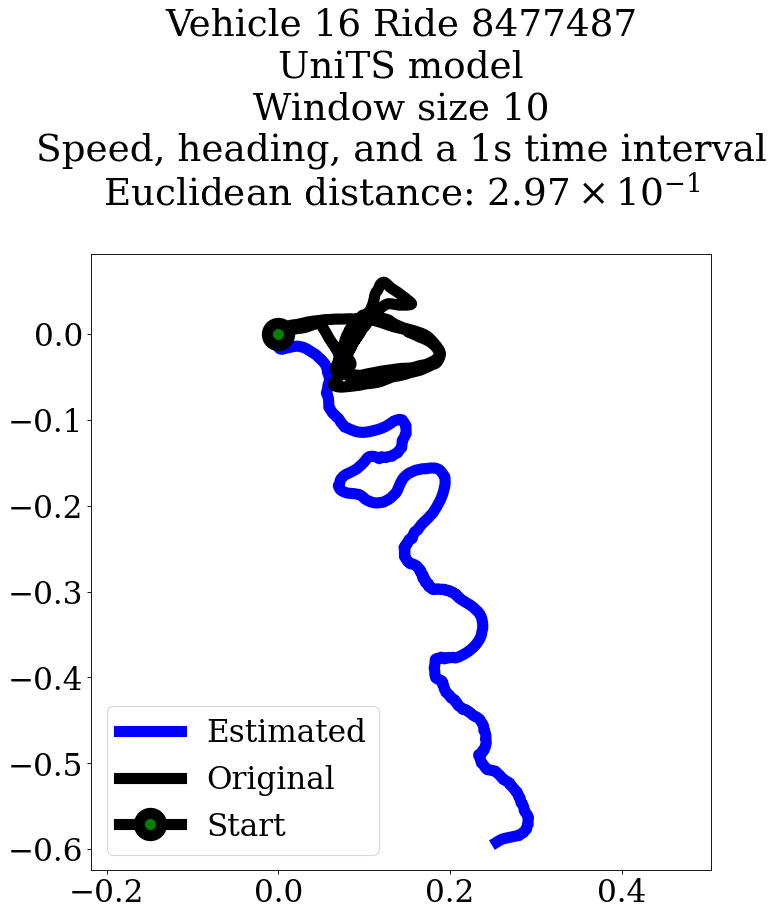 Vehicle 16 Ride 8477487
UniTS model
Window size 10
Speed, heading, and a 1s time interval
Euclidean distance: 2.97 × 10⁻¹
0.0
−0.1
−0.2
−0.3
−0.4
−0.5
−0.6
Estimated
Original
Start
−0.2 0.0 0.2 0.4